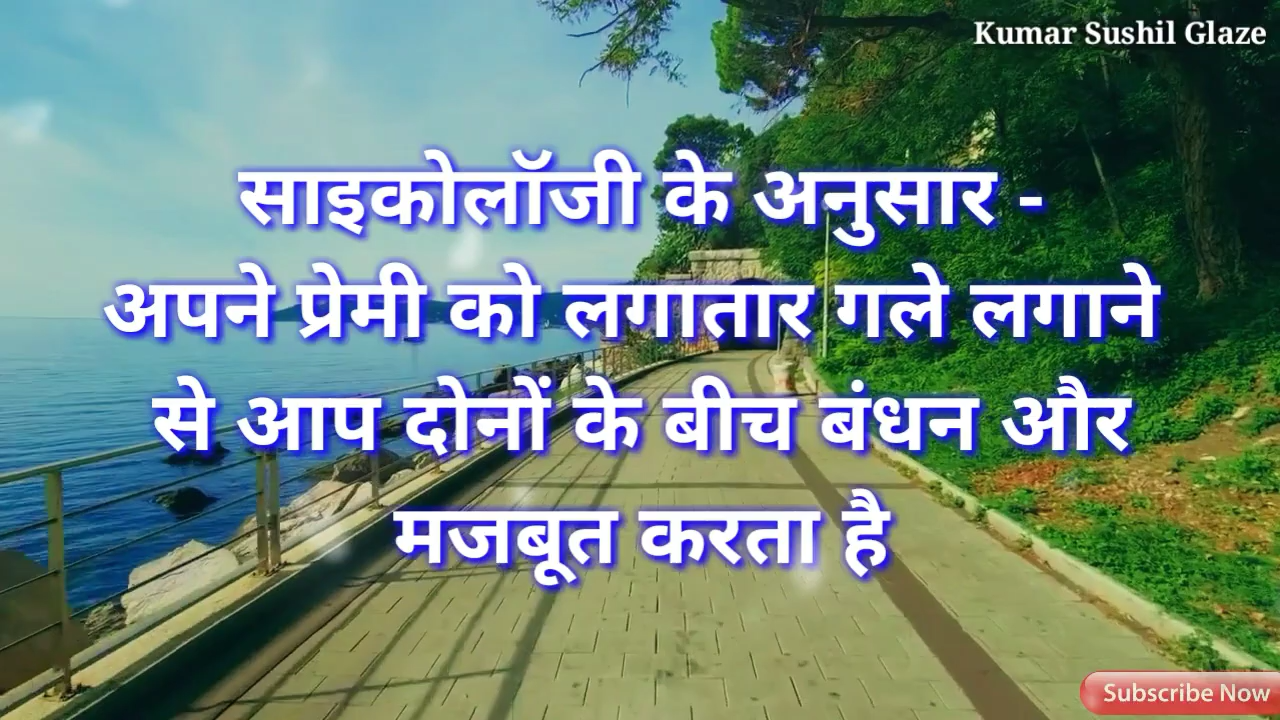 Kumar Sushil Glaze
साइकोलॉजी के अनुसार -
अपने प्रेमी को लगातार गले लगाने
से आप दोनों के बीच बंधन और
मजबूत करता है
Subscribe Now